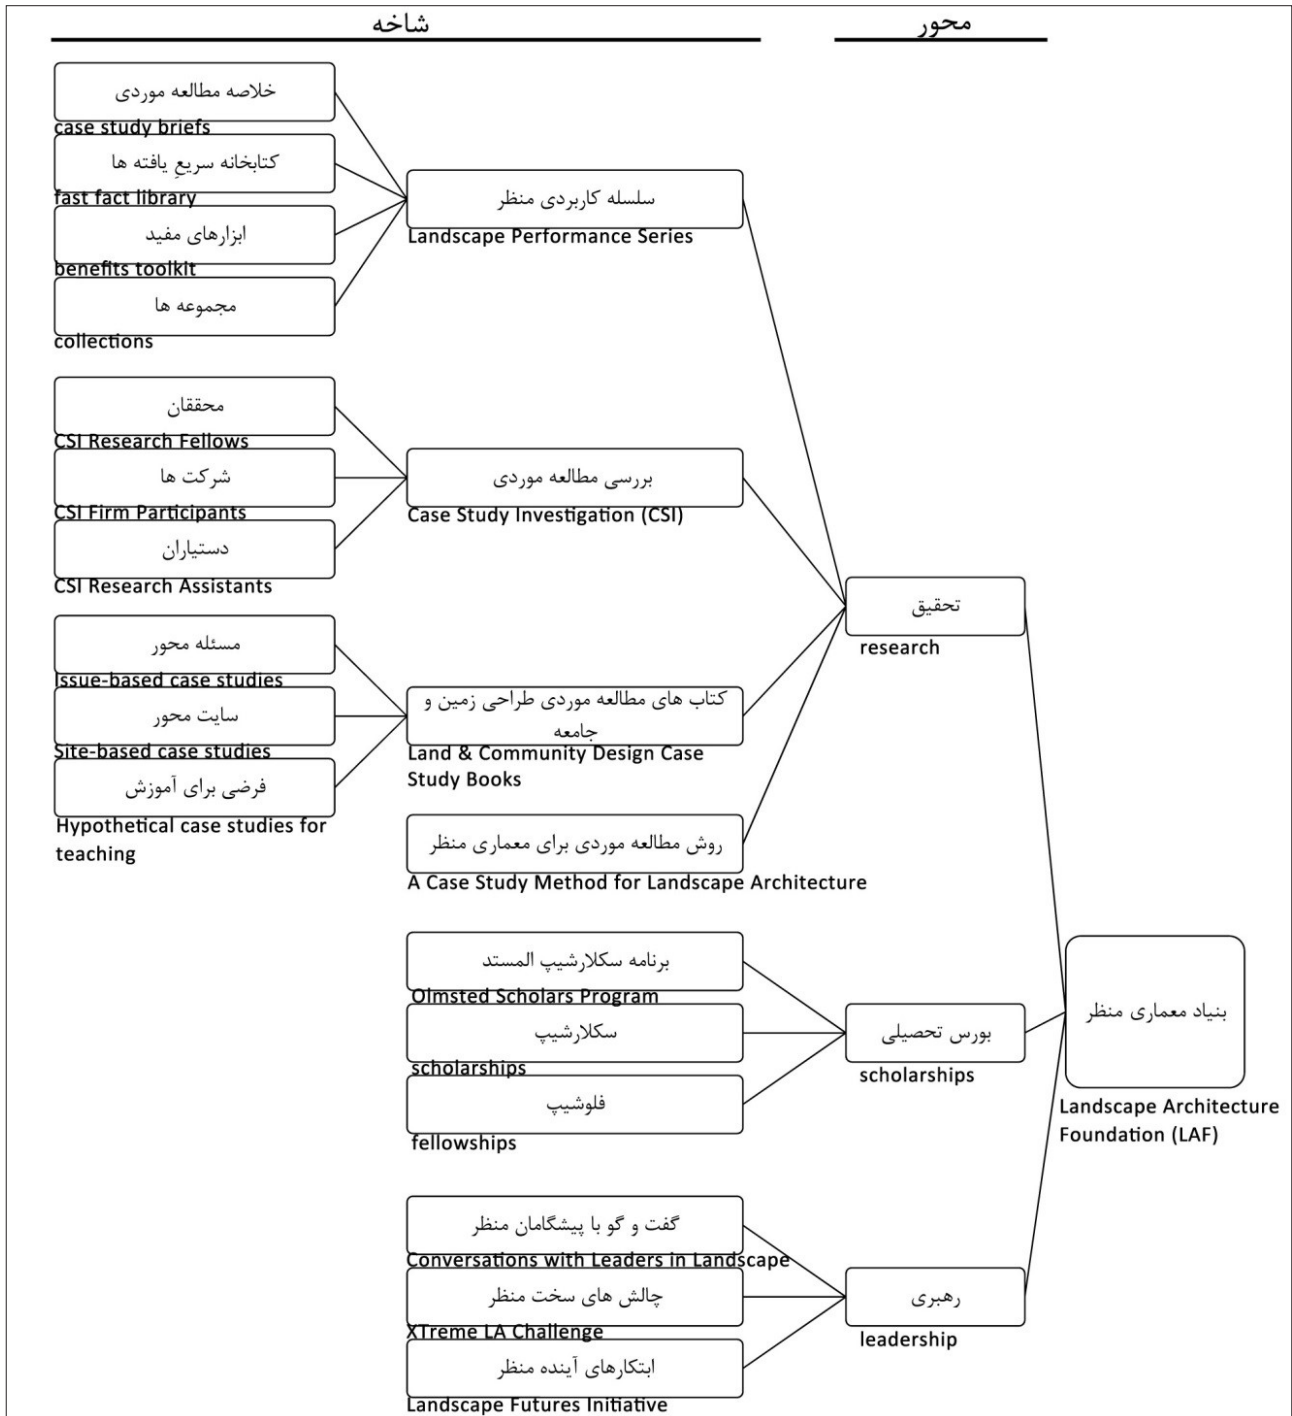 محور
شاخه
بنیاد معماری منظر
Landscape Architecture
Foundation (LAF)
تحقیق
research
سلسله کاربردی منظر
Landscape Performance Series
خلاصه مطالعه موردی
case study briefs
کتابخانه سریعِ یافته ها
fast fact library
ابزارهای مفید
benefits toolkit
مجموعه ها
collections
بررسی مطالعه موردی
Case Study Investigation (CSI)
محققان
CSI Research Fellows
شرکت ها
CSI Firm Participants
دستیاران
CSI Research Assistants
کتاب های مطالعه موردی طراحی زمین و
جامعه
Land & Community Design Case
Study Books
مسئله محور
Issue-based case studies
سایت محور
Site-based case studies
فرضی برای آموزش
Hypothetical case studies for
teaching
روش مطالعه موردی برای معماری منظر
A Case Study Method for Landscape Architecture
بورس تحصیلی
scholarships
برنامه سکلارشیپ المستد
Olmsted Scholars Program
سکلارشیپ
scholarships
فلوشیپ
fellowships
رهبری
leadership
گفت و گو با پیشگامان منظر
Conversations with Leaders in Landscape
چالش های سخت منظر
XTreme LA Challenge
ابتکارهای آینده منظر
Landscape Futures Initiative